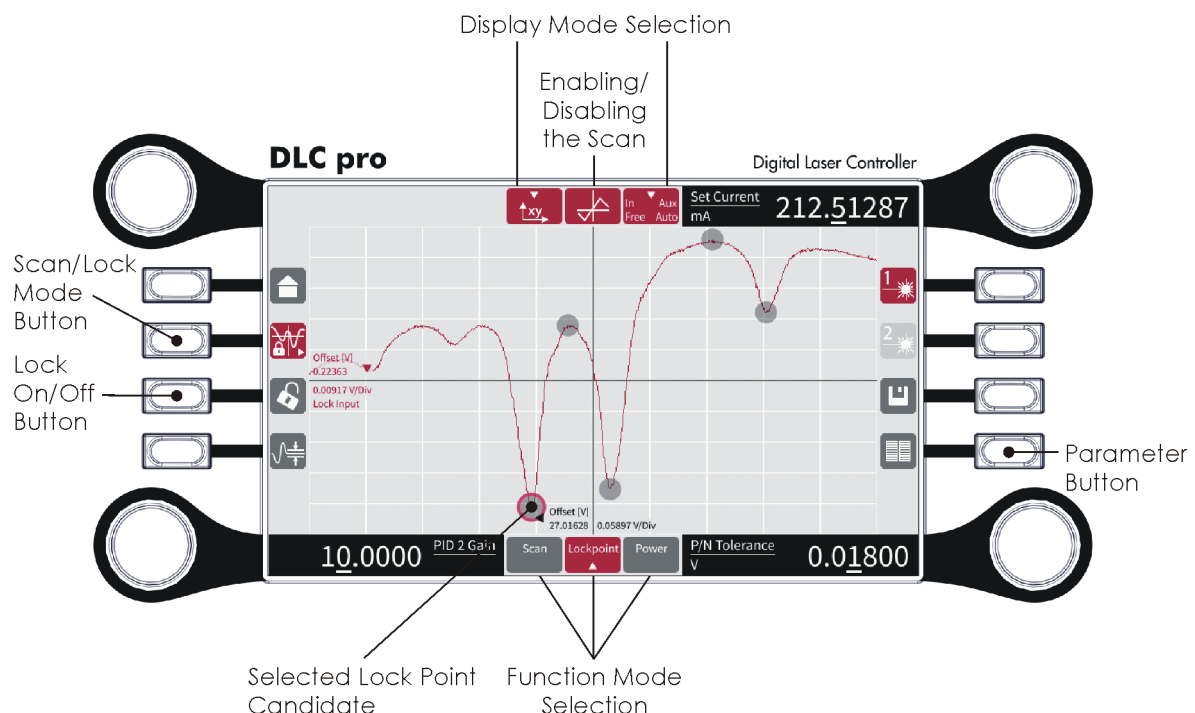 Display Mode Selection
Enabling/
Disabling
the Scan
DLC pro
Digital Laser Controller
xy
In Aux
Free Auto
Set Current
mA
212.51287
Scan/Lock
Mode
Button
Lock
On/Off
Button
1
2
Offset [V]
-0.22363
0.00917 V/Div
Lock Input
Parameter
Button
Offset [V]
27.01628 0.05897 V/Div
10.0000
PID 2 Gain
Scan
Lockpoint
Power
P/N Tolerance
V
0.01800
Selected Lock Point
Candidate
Function Mode
Selection